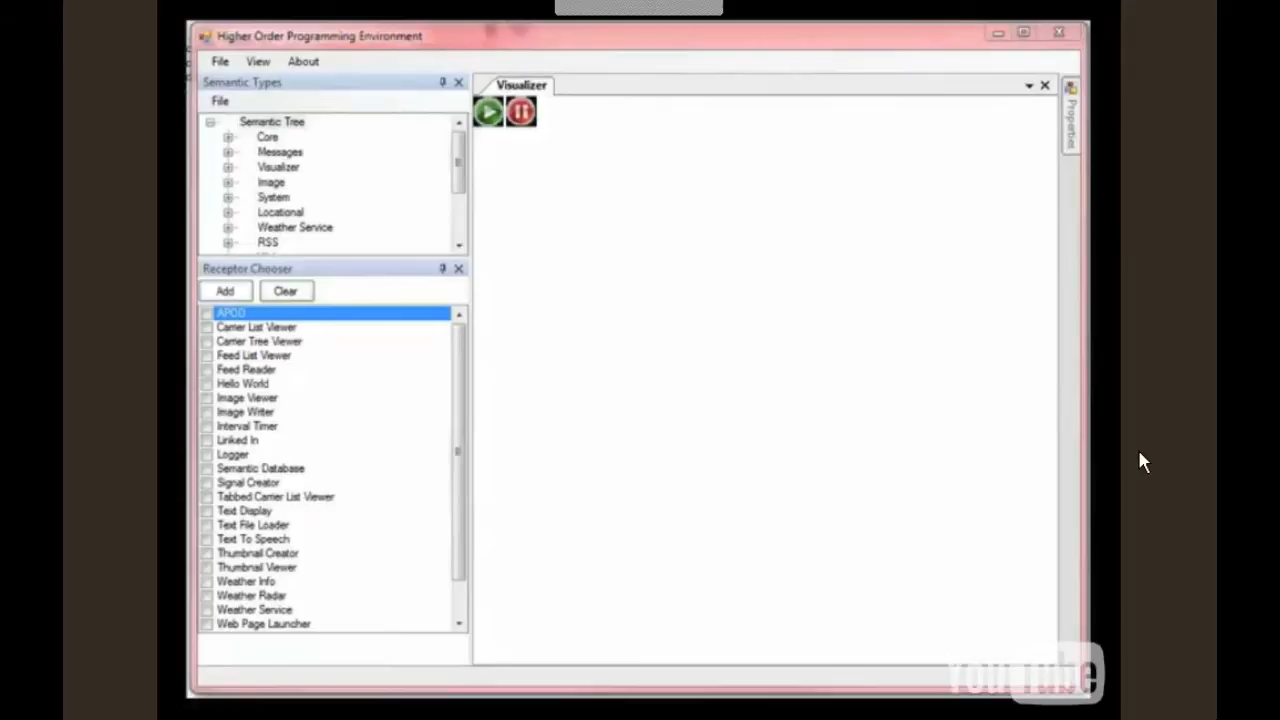 Higher Order Programming Environment
File View About
Semantic Types
File
Semantic Tree
Core
Messages
Visualizer
Image
System
Locational
Weather Service
RSS
Receptor Chooser
Add Clear
APOD
Carrier List Viewer
Carrier Tree Viewer
Feed List Viewer
Feed Reader
Hello World
Image Viewer
Image Writer
Interval Timer
Linked In
Logger
Semantic Database
Signal Creator
Tabbed Carrier List Viewer
Text Display
Text File Loader
Text To Speech
Thumbnail Creator
Thumbnail Viewer
Weather Info
Weather Radar
Weather Service
Web Page Launcher
Visualizer
Properties
YouTube